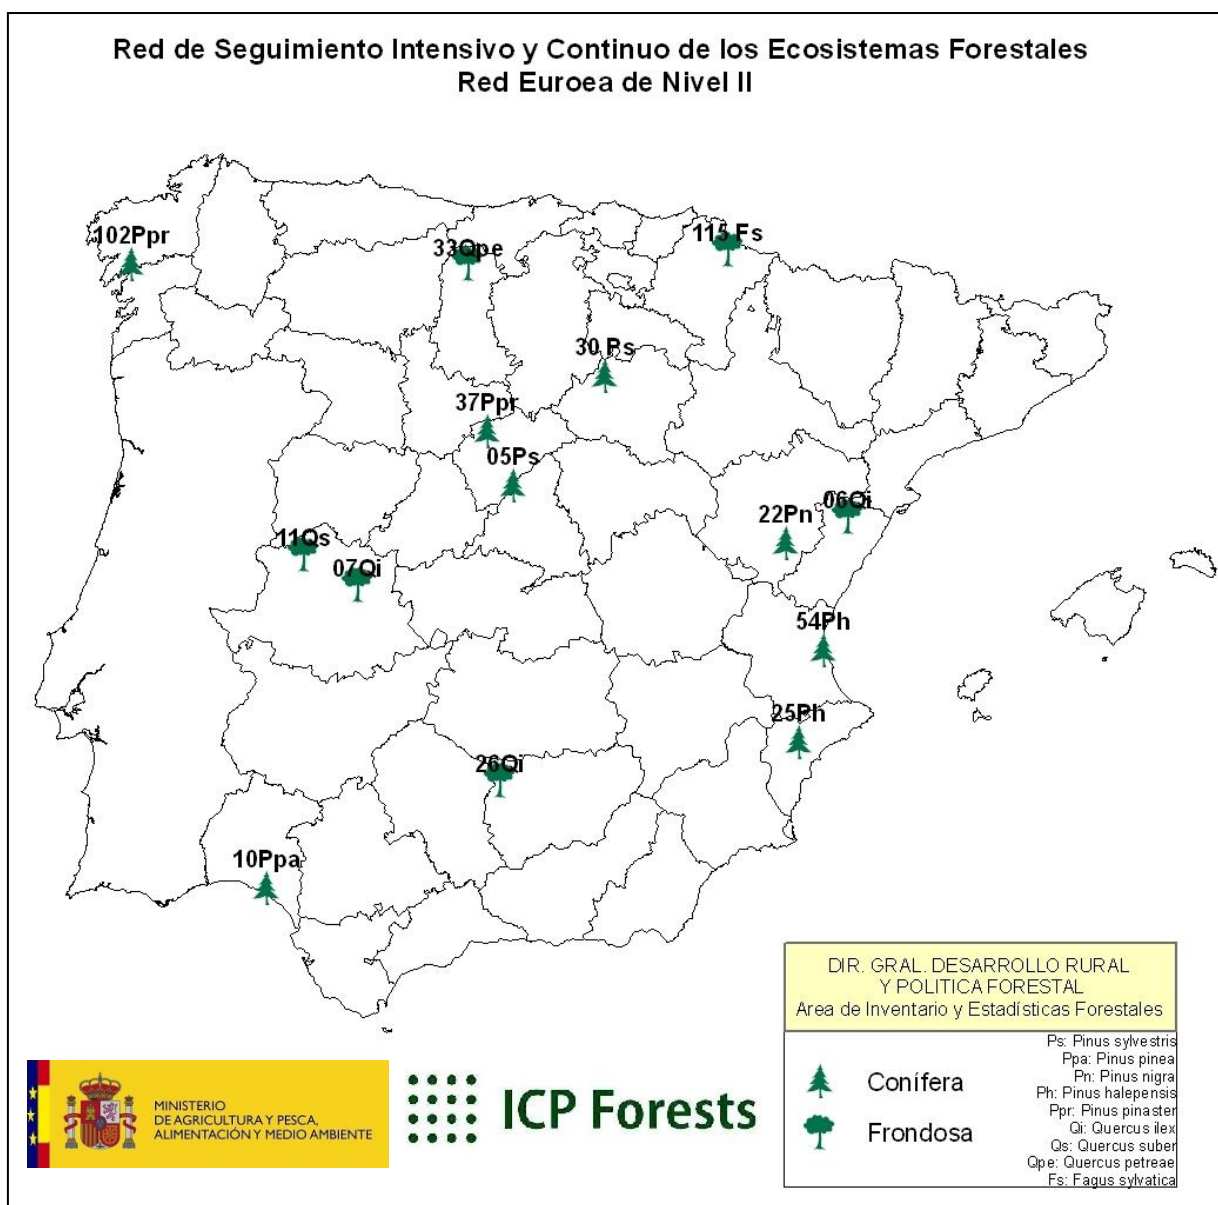 Red de Seguimiento Intensivo y Continuo de los Ecosistemas Forestales
Red Euroea de Nivel II
102Ppr
33Qpe
115 Fs
30 Ps
37Ppr
05Ps
06Qi
22Pn
11Qs
07Qi
54Ph
25Ph
26Qi
10Ppa
DIR. GRAL. DESARROLLO RURAL
Y POLITICA FORESTAL
Area de Inventario y Estadísticas Forestales
Conífera
Frondosa
Ps: Pinus sylvestris
Ppa: Pinus pinea
Pn: Pinus nigra
Ph: Pinus halepensis
Ppr: Pinus pinaster
Qi: Quercus ilex
Qs: Quercus suber
Qpe: Quercus petreae
Fs: Fagus sylvatica
MINISTERIO
DE AGRICULTURA Y PESCA,
ALIMENTACIÓN Y MEDIO AMBIENTE
ICP Forests